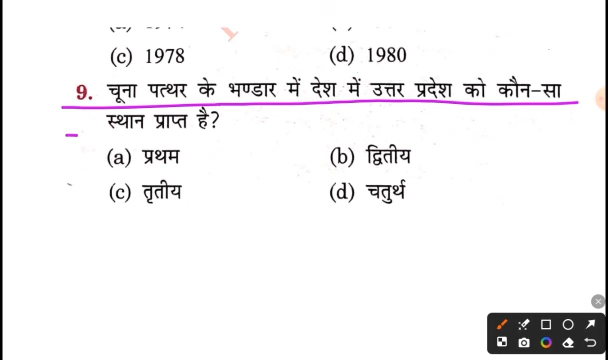 (c) 1978 (d) 1980
9. चूना पत्थर के भण्डार में देश में उत्तर प्रदेश को कौन-सा
स्थान प्राप्त है?
(a) प्रथम (b) द्वितीय
(c) तृतीय (d) चतुर्थ